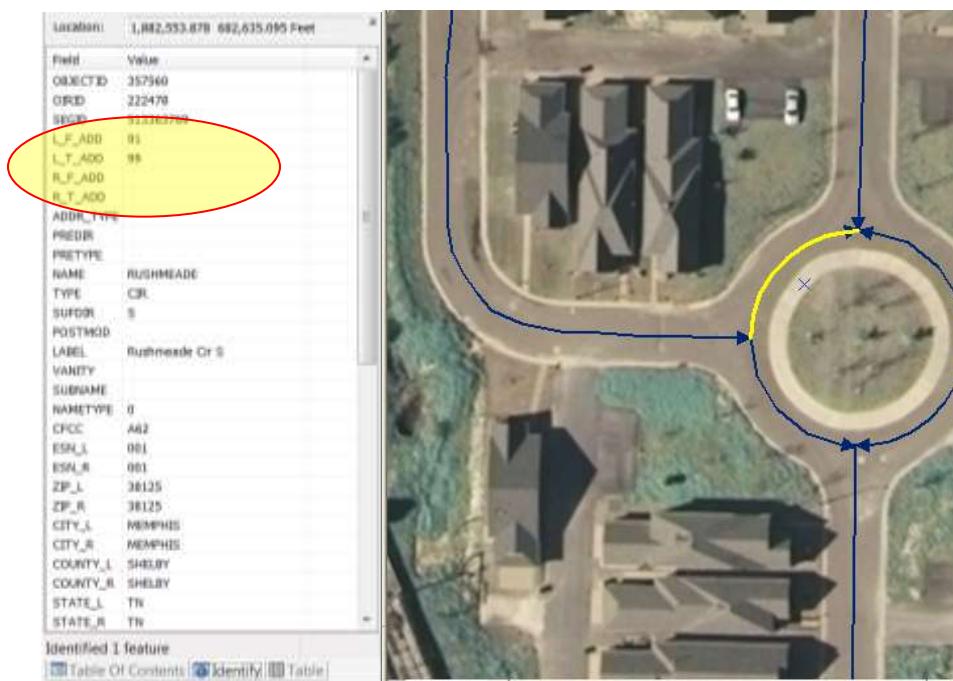 Location: 1,882,553.878 682,635.095 Feet
Field Value
OBJECTID 357560
OIRID 222470
SEGID
L_F_ADD 91
L_T_ADD 99
R_F_ADD
R_T_ADD
ADDR_TYPE
PREDIR
PRETYPE
NAME RUSHMEADE
TYPE CIR
SUFDIR S
POSTMOD
LABEL Rushmeade Cir S
VANITY
SUBNAME
NAMETYPE 0
CFCC A62
ESN_L 001
ESN_R 001
ZIP_L 38125
ZIP_R 38125
CITY_L MEMPHIS
CITY_R MEMPHIS
COUNTY_L SHELBY
COUNTY_R SHELBY
STATE_L TN
STATE_R TN
Identified 1 feature
Table Of Contents Identify Table